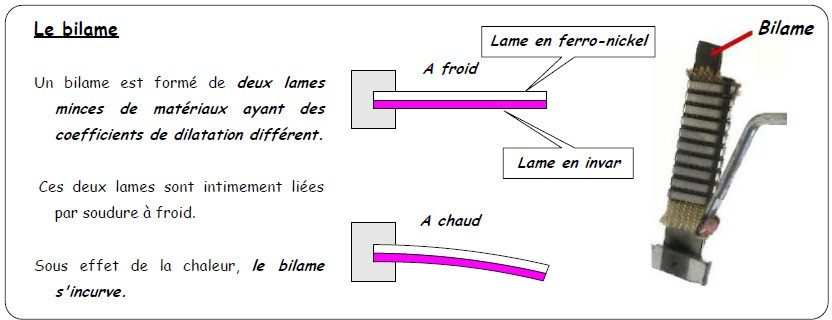 Le bilame
Un bilame est formé de deux lames
minces de matériaux ayant des
coefficients de dilatation différent.
Ces deux lames sont intimement liées
par soudure à froid.
Sous effet de la chaleur, le bilame
s'incurve.
Lame en ferro-nickel
A froid
Lame en invar
A chaud
Bilame